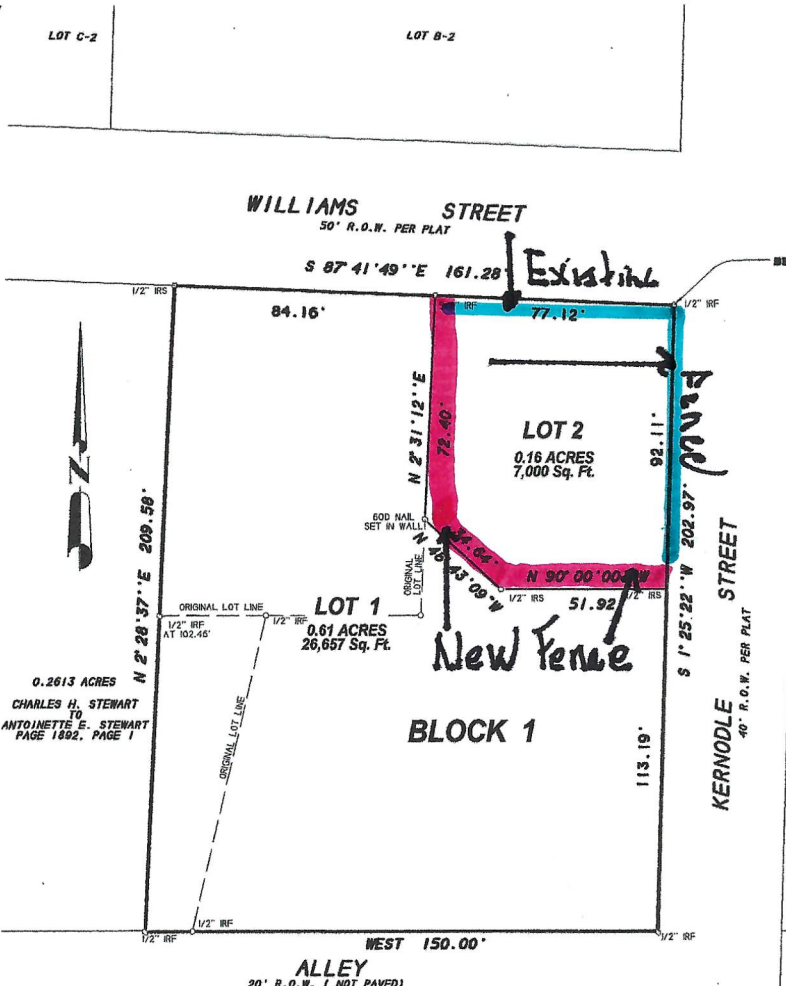 LOT C-2
LOT B-2
WILLIAMS STREET
50' R.O.W. PER PLAT
S 87°41'49''E 161.28'
Existing
1/2" IRS
84.16'
IRF
77.12'
1/2" IRF
N 2°31'12''E
72.40'
LOT 2
0.16 ACRES
7,000 Sq. Ft.
92.11'
Fence
N
N 2°28'37''E 209.58'
60D NAIL
SET IN WALL
N 46°43'09''W
34.64'
N 90°00'00''W
1/2" IRS
51.92'
1/2" IRS
S 1°25'22''W 202.97'
ORIGINAL LOT LINE
ORIGINAL LOT LINE
1/2" IRF
AT 102.46'
1/2" IRF
LOT 1
0.61 ACRES
26,657 Sq. Ft.
New Fence
KERNODLE STREET
40' R.O.W. PER PLAT
0.2613 ACRES
CHARLES H. STEWART
TO
ANTOINETTE E. STEWART
PAGE 1892, PAGE 1
ORIGINAL LOT LINE
BLOCK 1
113.19'
1/2" IRF
1/2" IRF
WEST 150.00'
1/2" IRF
ALLEY
20' R.O.W. ( NOT PAVED)